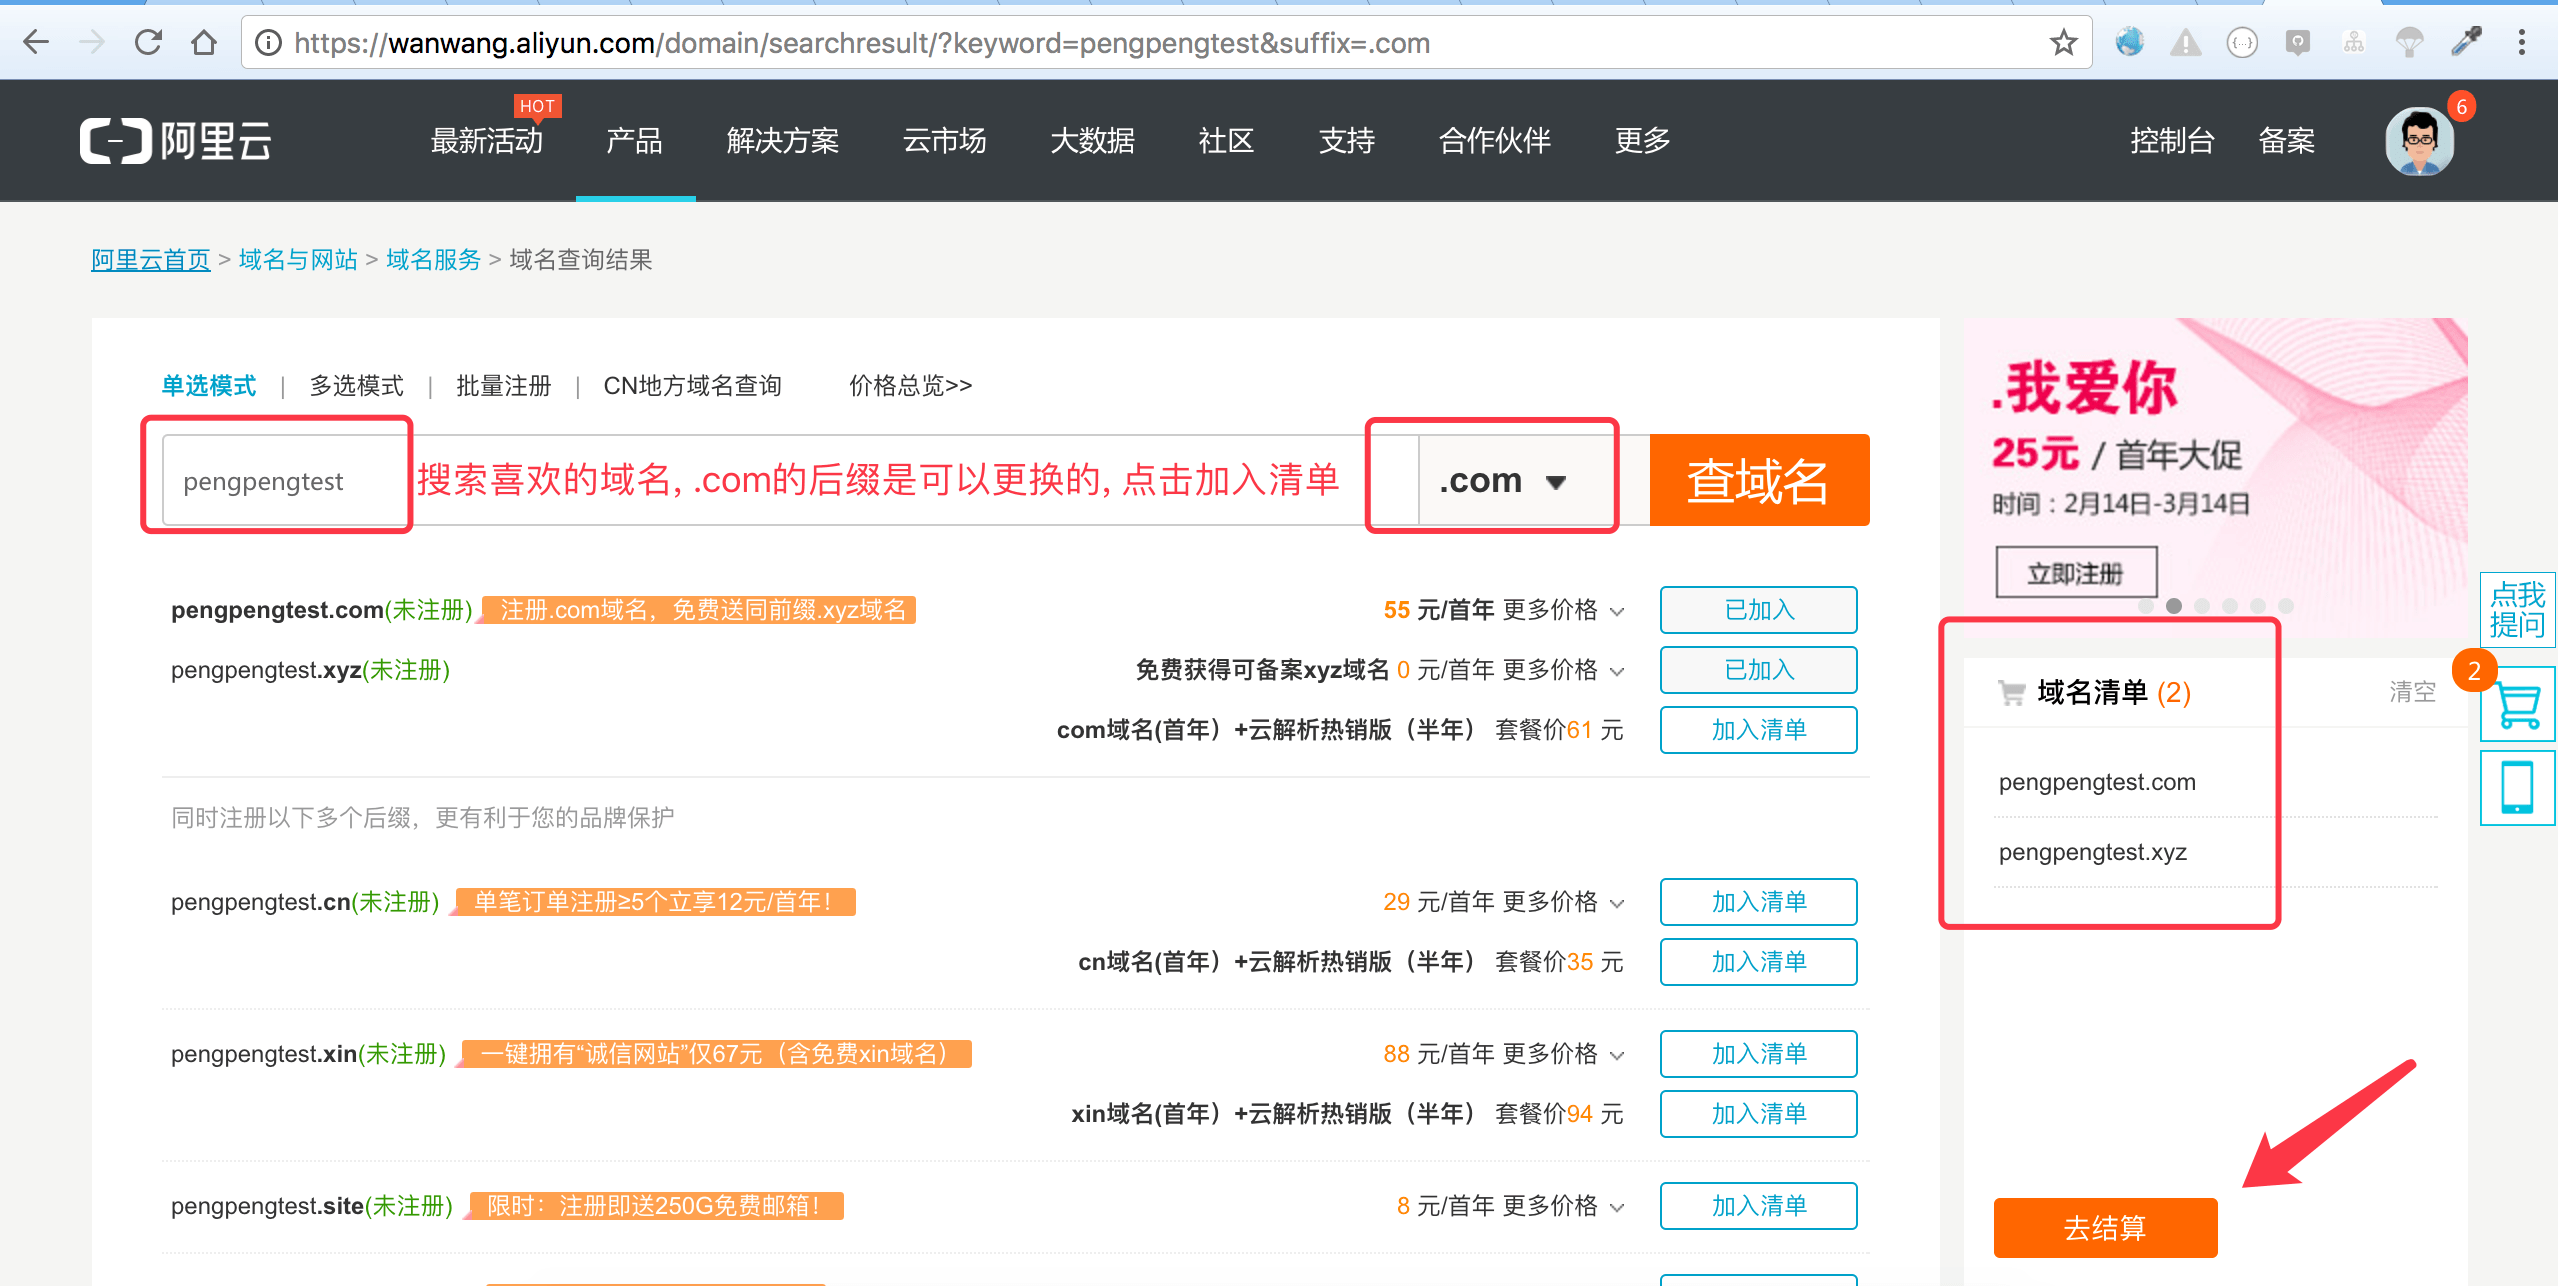 https://wanwang.aliyun.com/domain/searchresult/?keyword=pengpengtest&suffix=.com
阿里云
最新活动 HOT 产品 解决方案 云市场 大数据 社区 支持 合作伙伴 更多 控制台 备案 6
阿里云首页 > 域名与网站 > 域名服务 > 域名查询结果
单选模式 | 多选模式 | 批量注册 | CN地方域名查询 价格总览>>
pengpengtest 搜索喜欢的域名, .com的后缀是可以更换的, 点击加入清单 .com 查域名
pengpengtest.com(未注册) 注册.com域名，免费送同前缀.xyz域名 55 元/首年 更多价格 已加入
pengpengtest.xyz(未注册) 免费获得可备案xyz域名 0 元/首年 更多价格 已加入
com域名(首年）+云解析热销版（半年） 套餐价61 元 加入清单
同时注册以下多个后缀，更有利于您的品牌保护
pengpengtest.cn(未注册) 单笔订单注册≥5个立享12元/首年！ 29 元/首年 更多价格 加入清单
cn域名(首年）+云解析热销版（半年） 套餐价35 元 加入清单
pengpengtest.xin(未注册) 一键拥有“诚信网站”仅67元（含免费xin域名） 88 元/首年 更多价格 加入清单
xin域名(首年）+云解析热销版（半年） 套餐价94 元 加入清单
pengpengtest.site(未注册) 限时：注册即送250G免费邮箱！ 8 元/首年 更多价格 加入清单
.我爱你
25元 / 首年大促
时间：2月14日-3月14日
立即注册
域名清单 (2) 清空
pengpengtest.com
pengpengtest.xyz
去结算
点我
提问
2